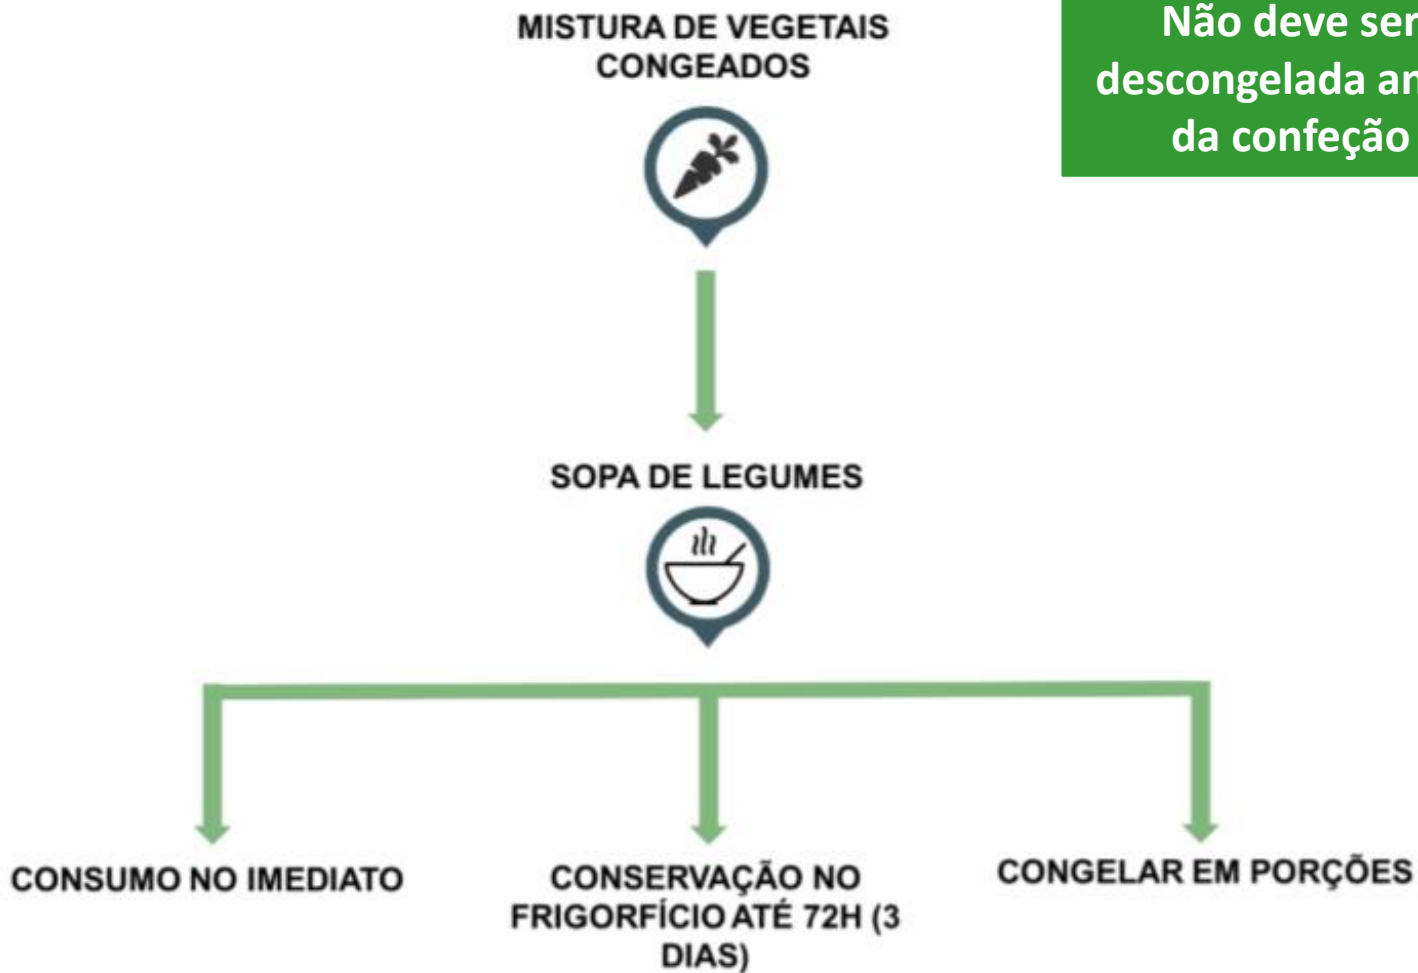 MISTURA DE VEGETAIS
CONGEADOS
Não deve ser
descongelada
da confeção
SOPA DE LEGUMES
CONSUMO NO IMEDIATO
CONSERVAÇÃO NO
FRIGORFÍCIO ATÉ 72H (3
DIAS)
CONGELAR EM PORÇÕES